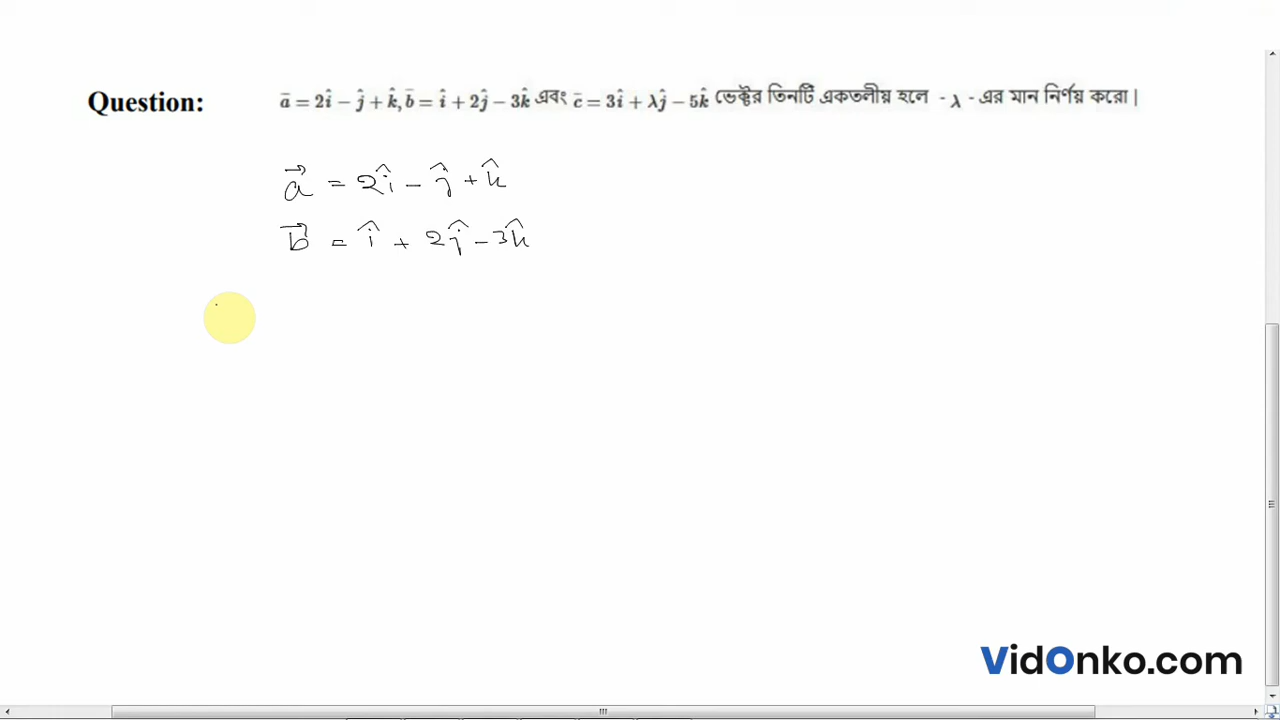 Question: ā = 2î − ĵ + k̂, b̄ = î + 2ĵ − 3k̂ এবং c̄ = 3î + λĵ − 5k̂ ভেক্টর তিনটি একতলীয় হলে - λ - এর মান নির্ণয় করো |
a⃗ = 2î − ĵ + k̂
b⃗ = î + 2ĵ − 3k̂
VidOnko.com